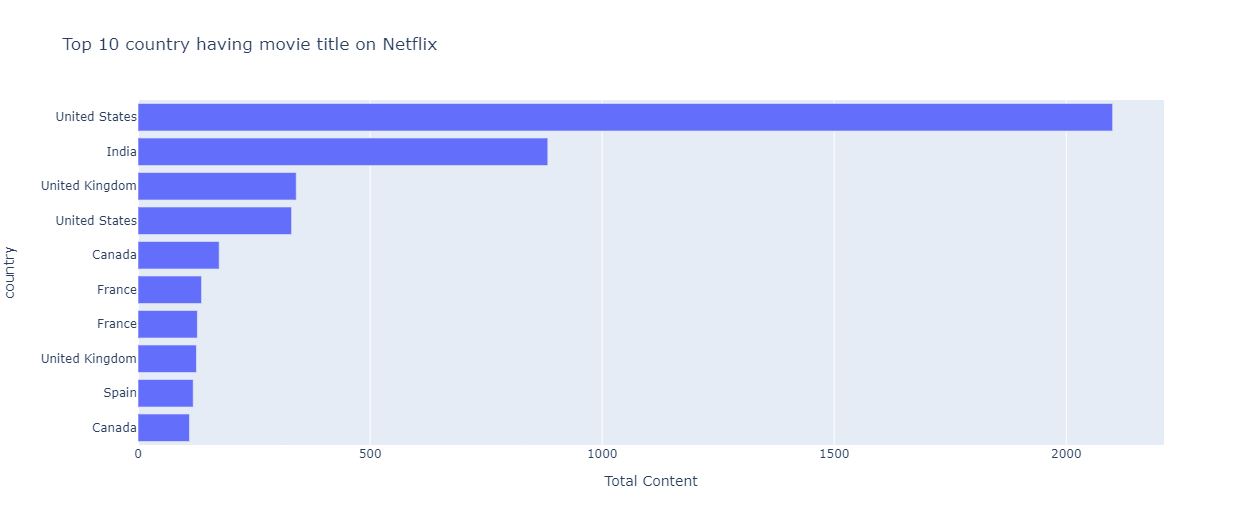 Top 10 country having movie title on Netflix
country
United States
India
United Kingdom
United States
Canada
France
France
United Kingdom
Spain
Canada
0 500 1000 1500 2000
Total Content